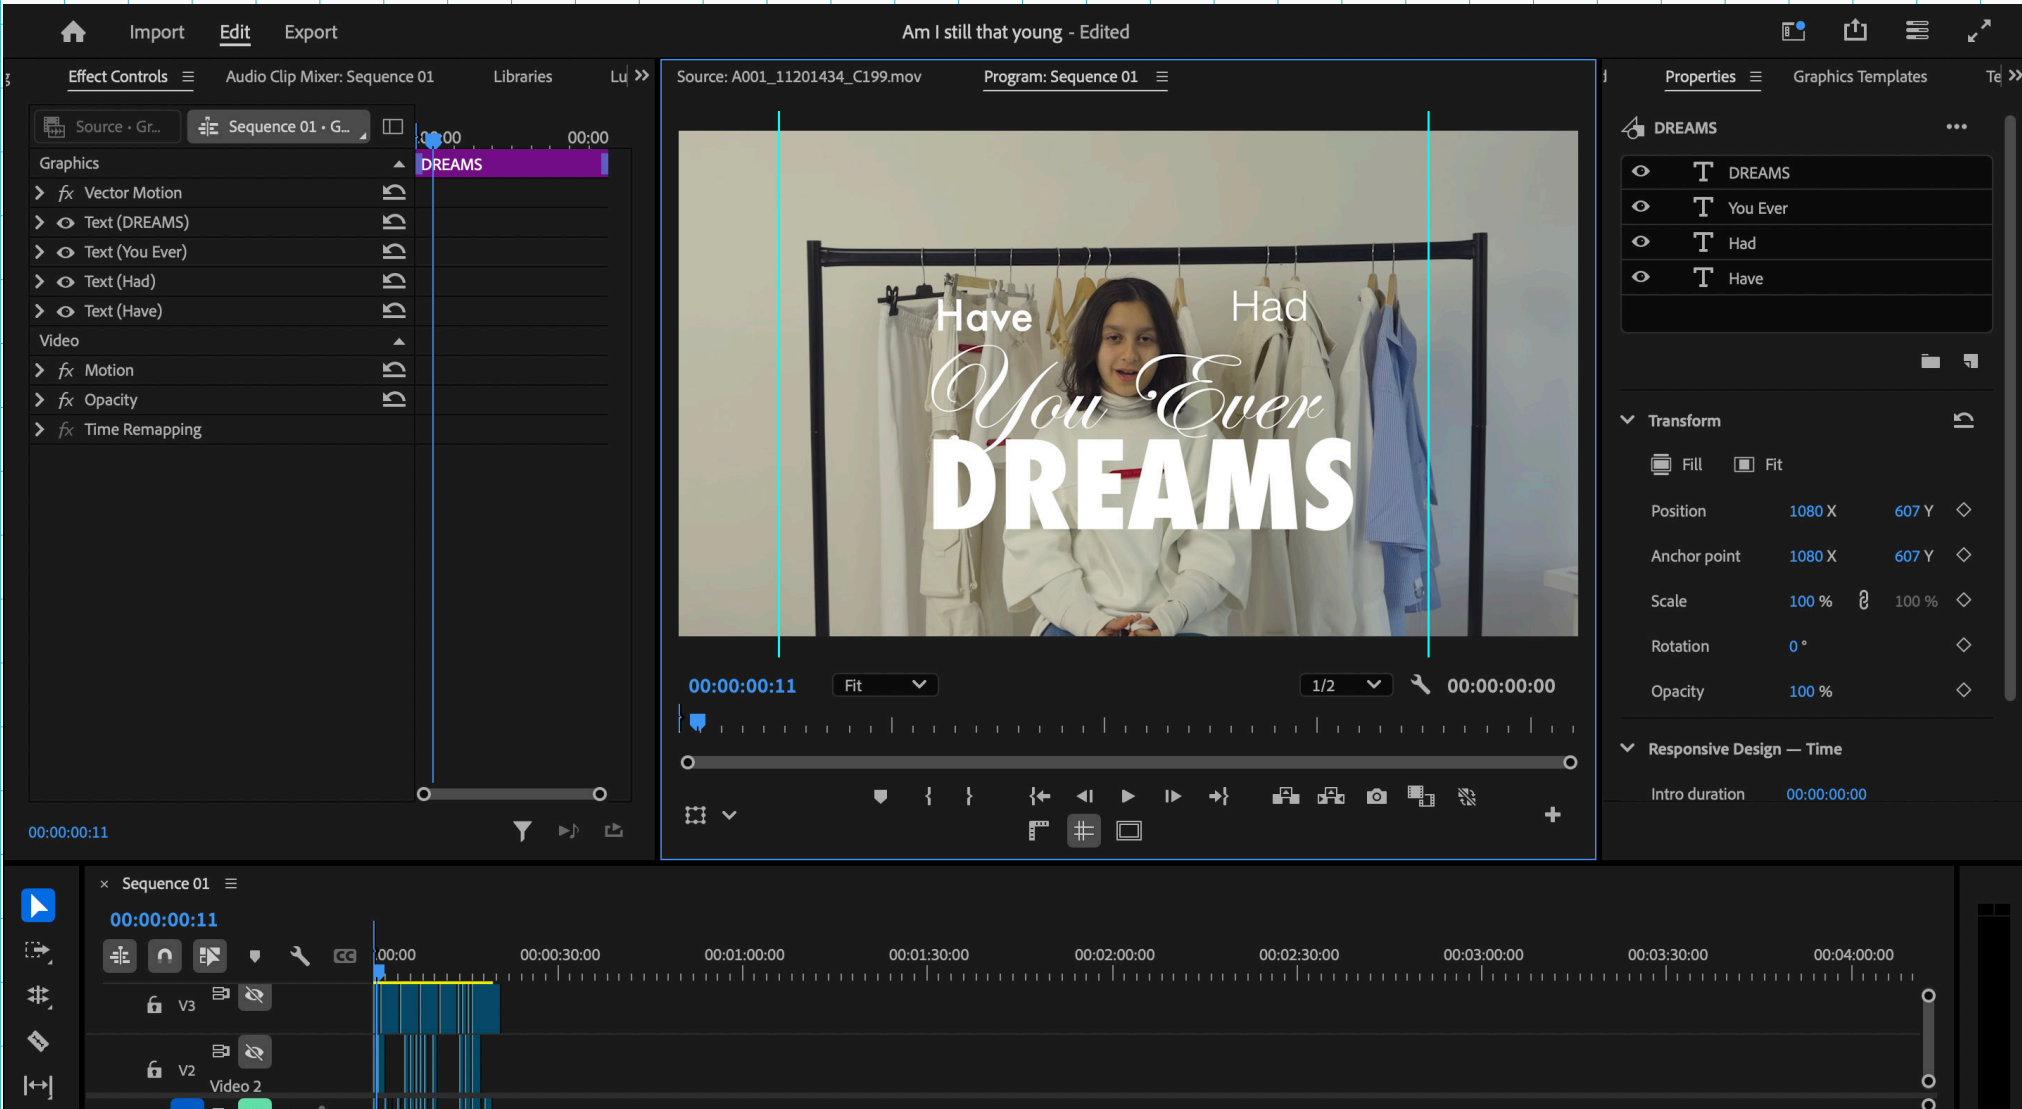 Import Edit Export
Am I still that young - Edited
Effect Controls Audio Clip Mixer: Sequence 01 Libraries Lu
Source • Gr... Sequence 01 • G...
:00:00 00:00
Graphics
DREAMS
fx Vector Motion
Text (DREAMS)
Text (You Ever)
Text (Had)
Text (Have)
Video
fx Motion
fx Opacity
fx Time Remapping
00:00:00:11
Source: A001_11201434_C199.mov Program: Sequence 01
Have
Had
You Ever
DREAMS
00:00:00:11 Fit 1/2 00:00:00:00
Properties Graphics Templates Te
DREAMS
T DREAMS
T You Ever
T Had
T Have
Transform
Fill Fit
Position 1080 X 607 Y
Anchor point 1080 X 607 Y
Scale 100 % 100 %
Rotation 0 °
Opacity 100 %
Responsive Design — Time
Intro duration 00:00:00:00
× Sequence 01
00:00:00:11
CC
:00:00 00:00:30:00 00:01:00:00 00:01:30:00 00:02:00:00 00:02:30:00 00:03:00:00 00:03:30:00 00:04:00:00
V3
V2
Video 2